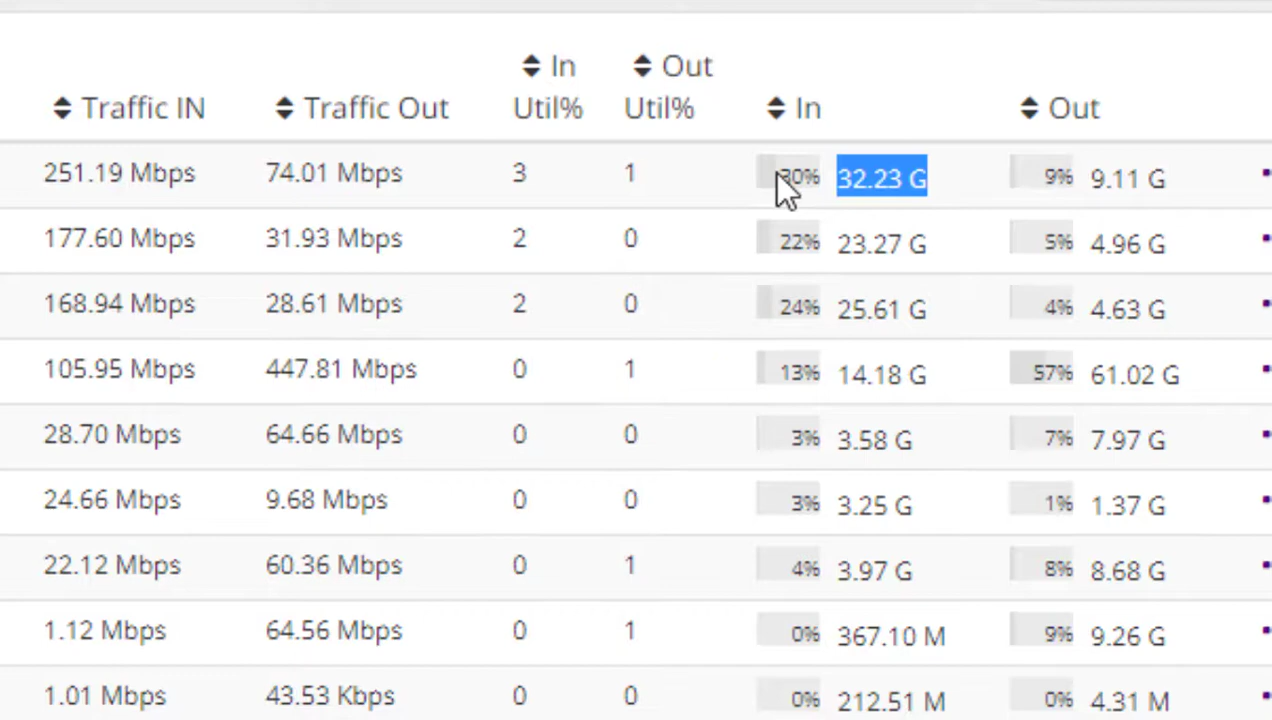 In Out
Traffic IN Traffic Out Util% Util% In Out
251.19 Mbps 74.01 Mbps 3 1 30% 32.23 G 9% 9.11 G
177.60 Mbps 31.93 Mbps 2 0 22% 23.27 G 5% 4.96 G
168.94 Mbps 28.61 Mbps 2 0 24% 25.61 G 4% 4.63 G
105.95 Mbps 447.81 Mbps 0 1 13% 14.18 G 57% 61.02 G
28.70 Mbps 64.66 Mbps 0 0 3% 3.58 G 7% 7.97 G
24.66 Mbps 9.68 Mbps 0 0 3% 3.25 G 1% 1.37 G
22.12 Mbps 60.36 Mbps 0 1 4% 3.97 G 8% 8.68 G
1.12 Mbps 64.56 Mbps 0 1 0% 367.10 M 9% 9.26 G
1.01 Mbps 43.53 Kbps 0 0 0% 212.51 M 0% 4.31 M